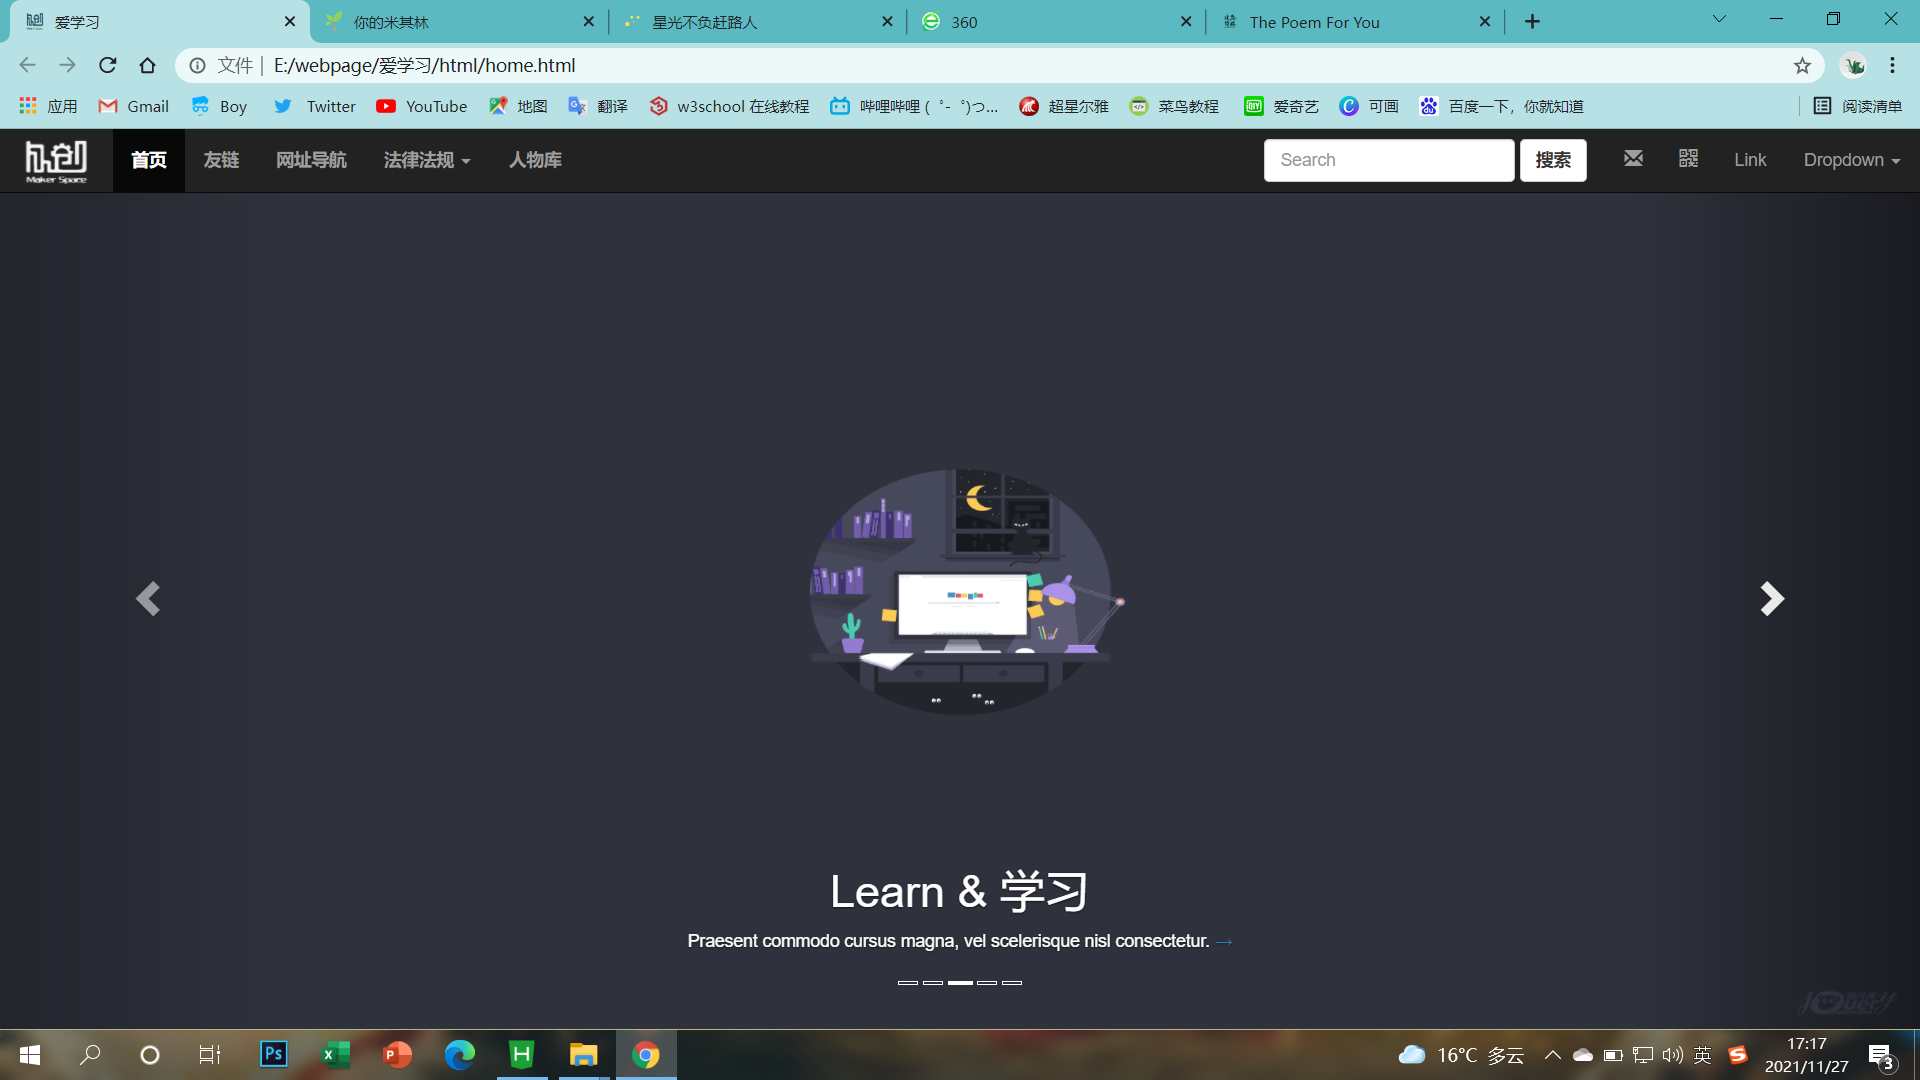 爱学习
你的米其林
星光不负赶路人
360
The Poem For You
文件
E:/webpage/爱学习/html/home.html
应用
Gmail
Boy
Twitter
YouTube
地图
翻译
w3school 在线教程
哔哩哔哩 ( ゜- ゜)つ...
超星尔雅
菜鸟教程
爱奇艺
可画
百度一下，你就知道
阅读清单
Maker Space
首页
友链
网址导航
法律法规
人物库
Search
搜索
Link
Dropdown
Learn & 学习
Praesent commodo cursus magna, vel scelerisque nisl consectetur. →
jQuery
16°C 多云
英
17:17
2021/11/27
3